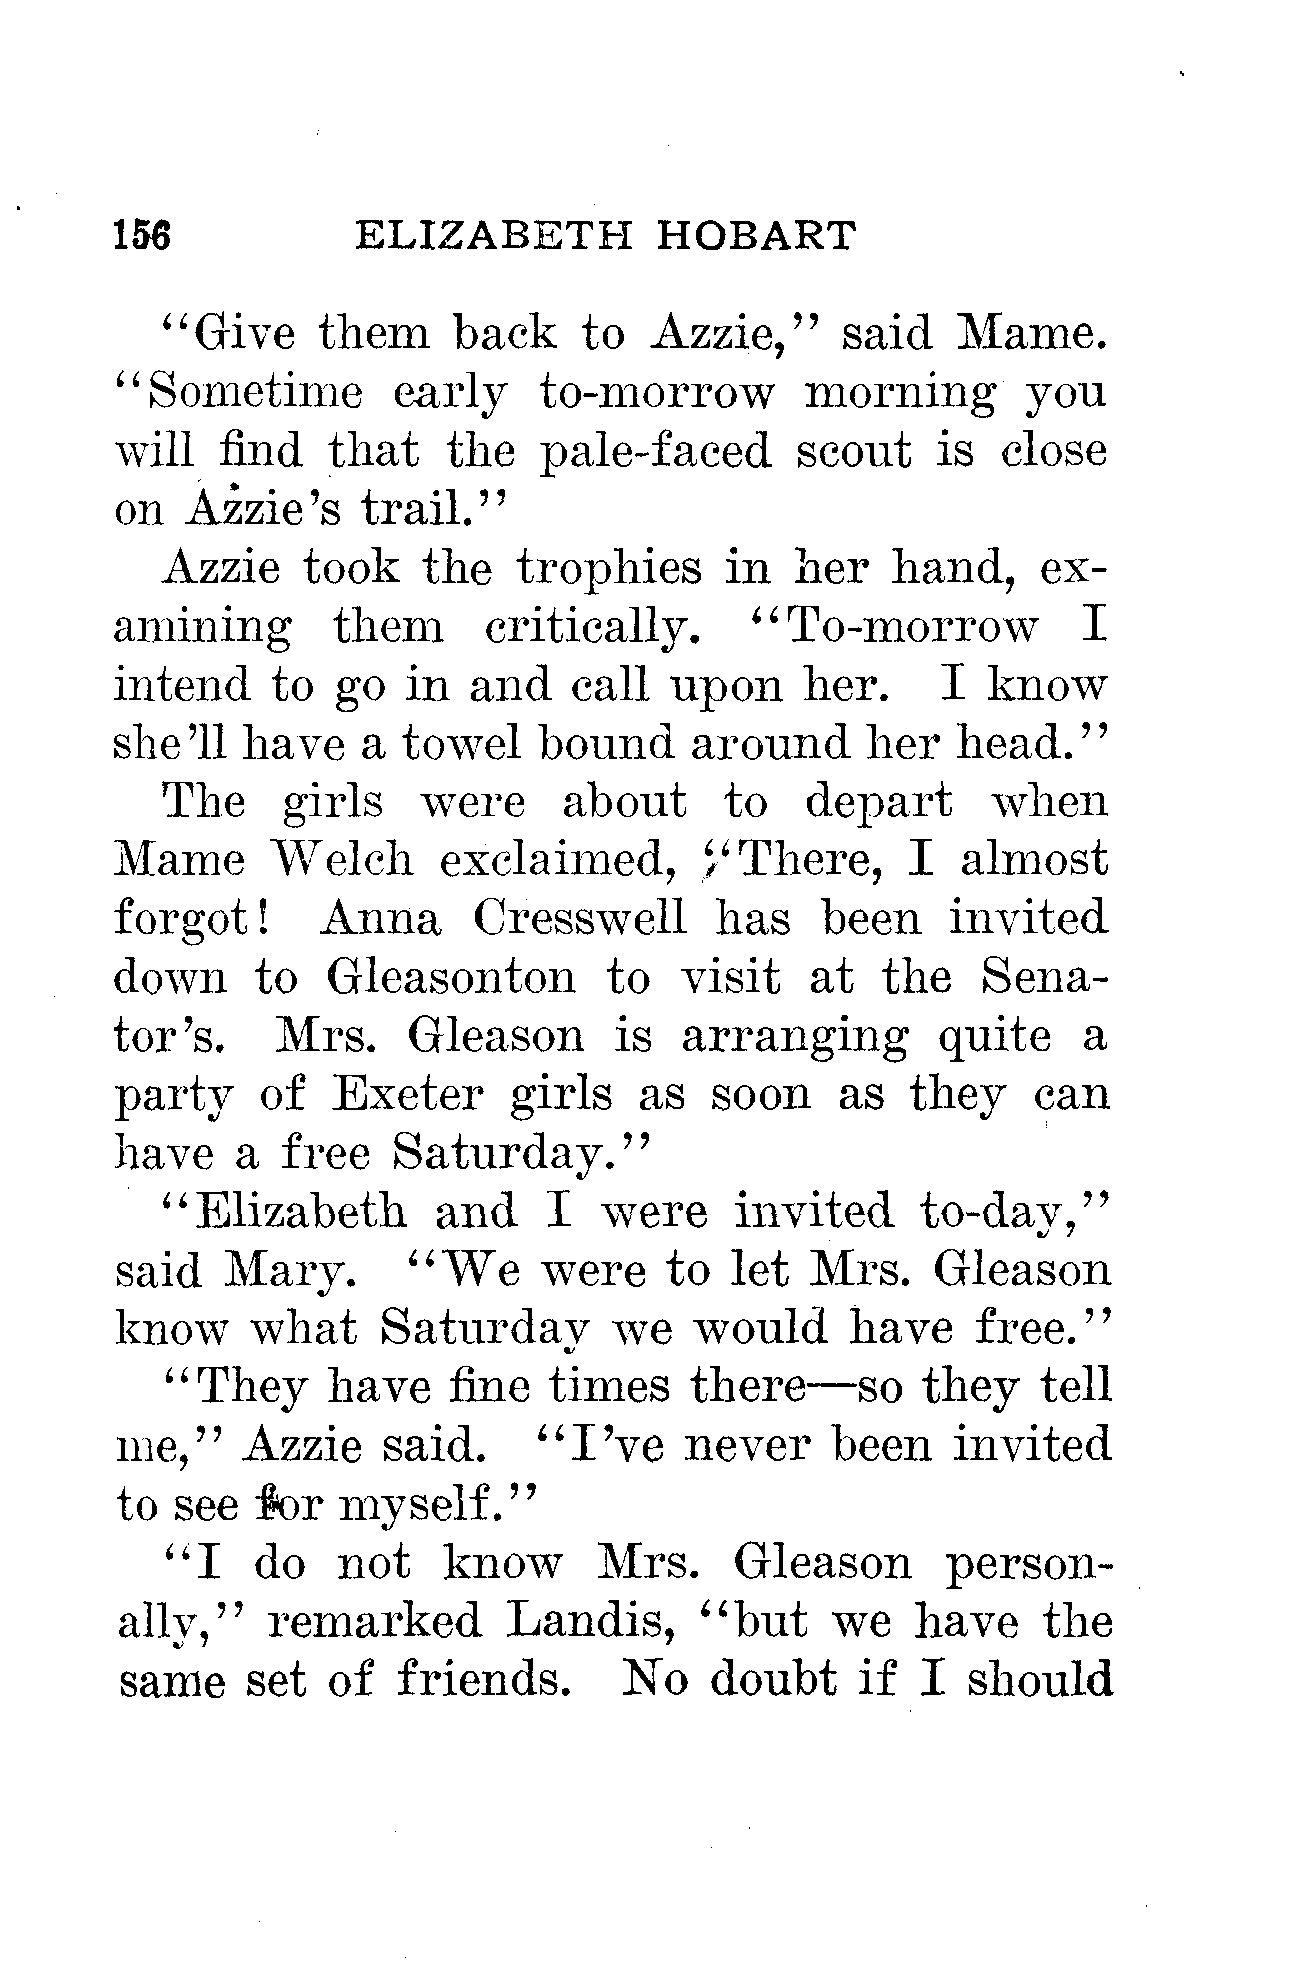 156 ELIZABETH HOBART
“Give them back to Azzie,” said Mame.
“Sometime early to-morrow morning you
will find that the pale-faced scout is close
on Azzie’s trail.”
Azzie took the trophies in her hand, ex-
amining them critically. “To-morrow I
intend to go in and call upon her. I know
she’ll have a towel bound around her head.”
The girls were about to depart when
Mame Welch exclaimed, “There, I almost
forgot! Anna Cresswell has been invited
down to Gleasonton to visit at the Sena-
tor’s. Mrs. Gleason is arranging quite a
party of Exeter girls as soon as they can
have a free Saturday.”
“Elizabeth and I were invited to-day,”
said Mary. “We were to let Mrs. Gleason
know what Saturday we would have free.”
“They have fine times there—so they tell
me,” Azzie said. “I’ve never been invited
to see for myself.”
“I do not know Mrs. Gleason person-
ally,” remarked Landis, “but we have the
same set of friends. No doubt if I should